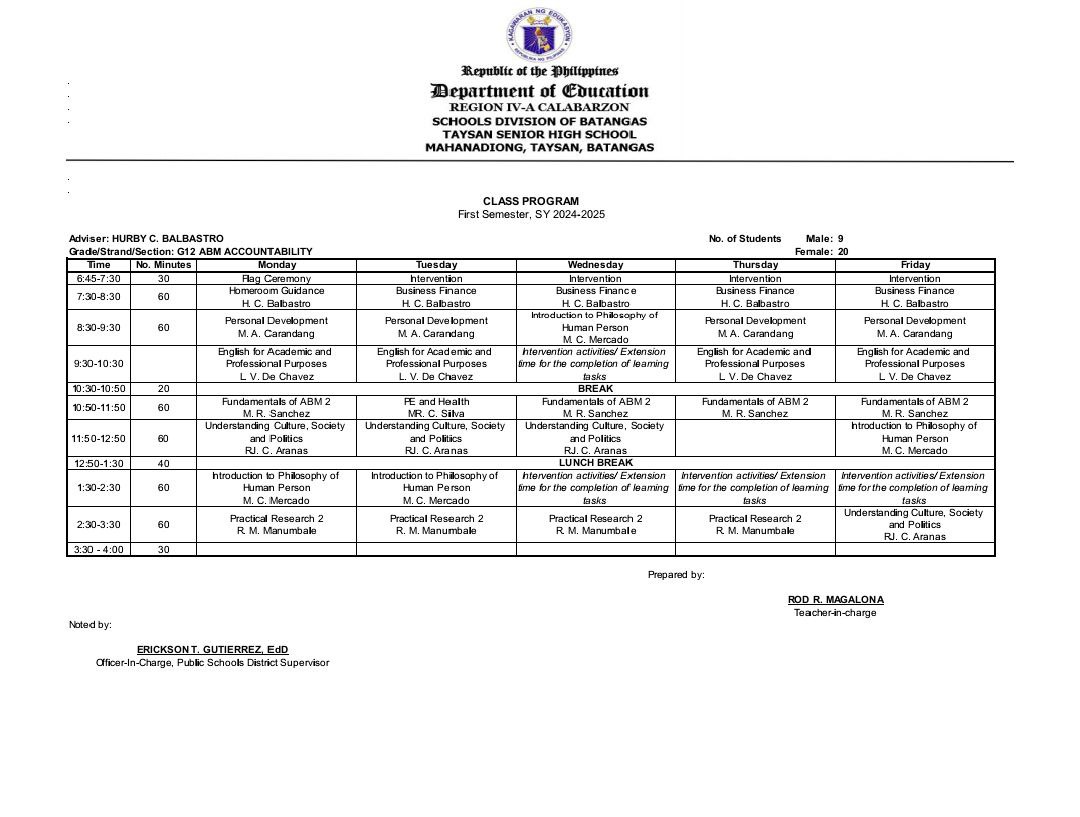 KAGAWARAN NG EDUKASYON
REPUBLIKA NG PILIPINAS
Republic of the Philippines
Department of Education
REGION IV-A CALABARZON
SCHOOLS DIVISION OF BATANGAS
TAYSAN SENIOR HIGH SCHOOL
MAHANADIONG, TAYSAN, BATANGAS
CLASS PROGRAM
First Semester, SY 2024-2025
Adviser: HURBY C. BALBASTRO No. of Students Male: 9
Grade/Strand/Section: G12 ABM ACCOUNTABILITY Female: 20
Time No. Minutes Monday Tuesday Wednesday Thursday Friday
6:45-7:30 30 Flag Ceremony Intervention Intervention Intervention Intervention
7:30-8:30 60
Homeroom Guidance
H. C. Balbastro
Business Finance
H. C. Balbastro
Business Finance
H. C. Balbastro
Business Finance
H. C. Balbastro
Business Finance
H. C. Balbastro
8:30-9:30 60
Personal Development
M. A. Carandang
Personal Development
M. A. Carandang
Introduction to Philosophy of
Human Person
M. C. Mercado
Personal Development
M. A. Carandang
Personal Development
M. A. Carandang
9:30-10:30
English for Academic and
Professional Purposes
L. V. De Chavez
English for Academic and
Professional Purposes
L. V. De Chavez
Intervention activities/ Extension
time for the completion of learning
tasks
English for Academic and
Professional Purposes
L. V. De Chavez
English for Academic and
Professional Purposes
L. V. De Chavez
10:30-10:50 20 BREAK
10:50-11:50 60
Fundamentals of ABM 2
M. R. Sanchez
PE and Health
MR. C. Silva
Fundamentals of ABM 2
M. R. Sanchez
Fundamentals of ABM 2
M. R. Sanchez
Fundamentals of ABM 2
M. R. Sanchez
11:50-12:50 60
Understanding Culture, Society
and Politics
RJ. C. Aranas
Understanding Culture, Society
and Politics
RJ. C. Aranas
Understanding Culture, Society
and Politics
RJ. C. Aranas
Introduction to Philosophy of
Human Person
M. C. Mercado
12:50-1:30 40 LUNCH BREAK
1:30-2:30 60
Introduction to Philosophy of
Human Person
M. C. Mercado
Introduction to Philosophy of
Human Person
M. C. Mercado
Intervention activities/ Extension
time for the completion of learning
tasks
Intervention activities/ Extension
time for the completion of learning
tasks
Intervention activities/ Extension
time for the completion of learning
tasks
2:30-3:30 60
Practical Research 2
R. M. Manumbale
Practical Research 2
R. M. Manumbale
Practical Research 2
R. M. Manumbale
Practical Research 2
R. M. Manumbale
Understanding Culture, Society
and Politics
RJ. C. Aranas
3:30 - 4:00 30
Prepared by:
ROD R. MAGALONA
Teacher-in-charge
Noted by:
ERICKSON T. GUTIERREZ, EdD
Officer-In-Charge, Public Schools District Supervisor